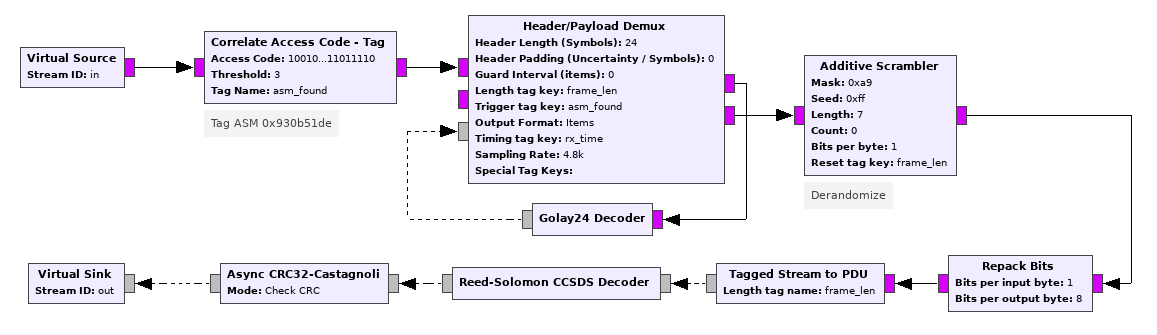 Virtual Source
Stream ID: in
Correlate Access Code - Tag
Access Code: 10010...11011110
Threshold: 3
Tag Name: asm_found
Tag ASM 0x930b51de
Header/Payload Demux
Header Length (Symbols): 24
Header Padding (Uncertainty / Symbols): 0
Guard Interval (items): 0
Length tag key: frame_len
Trigger tag key: asm_found
Output Format: Items
Timing tag key: rx_time
Sampling Rate: 4.8k
Special Tag Keys:
Additive Scrambler
Mask: 0xa9
Seed: 0xff
Length: 7
Count: 0
Bits per byte: 1
Reset tag key: frame_len
Derandomize
Golay24 Decoder
Virtual Sink
Stream ID: out
Async CRC32-Castagnoli
Mode: Check CRC
Reed-Solomon CCSDS Decoder
Tagged Stream to PDU
Length tag name: frame_len
Repack Bits
Bits per input byte: 1
Bits per output byte: 8